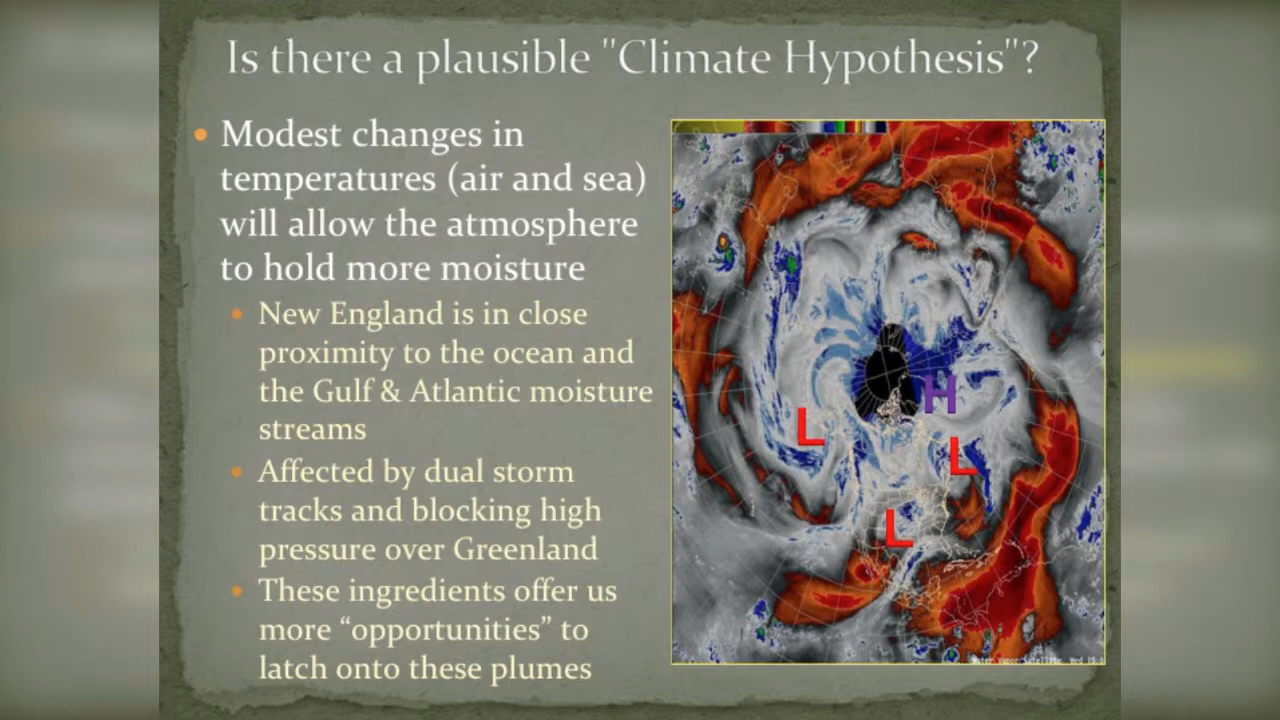 Is there a plausible "Climate Hypothesis"?
• Modest changes in
temperatures (air and sea)
will allow the atmosphere
to hold more moisture
• New England is in close
proximity to the ocean and
the Gulf & Atlantic moisture
streams
• Affected by dual storm
tracks and blocking high
pressure over Greenland
• These ingredients offer us
more “opportunities” to
latch onto these plumes
H
L
L
L